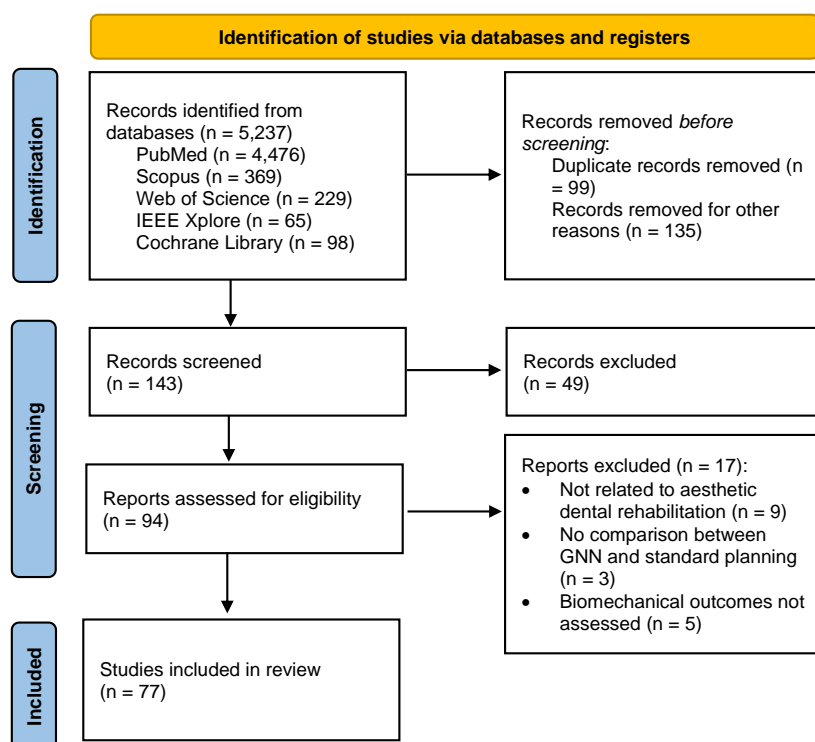 Identification of studies via databases and registers
Identification
Records identified from
databases (n = 5,237)
PubMed (n = 4,476)
Scopus (n = 369)
Web of Science (n = 229)
IEEE Xplore (n = 65)
Cochrane Library (n = 98)
Records removed before
screening:
Duplicate records removed (n
= 99)
Records removed for other
reasons (n = 135)
Screening
Records screened
(n = 143)
Records excluded
(n = 49)
Reports assessed for eligibility
(n = 94)
Reports excluded (n = 17):
• Not related to aesthetic
dental rehabilitation (n = 9)
• No comparison between
GNN and standard planning
(n = 3)
• Biomechanical outcomes not
assessed (n = 5)
Included
Studies included in review
(n = 77)